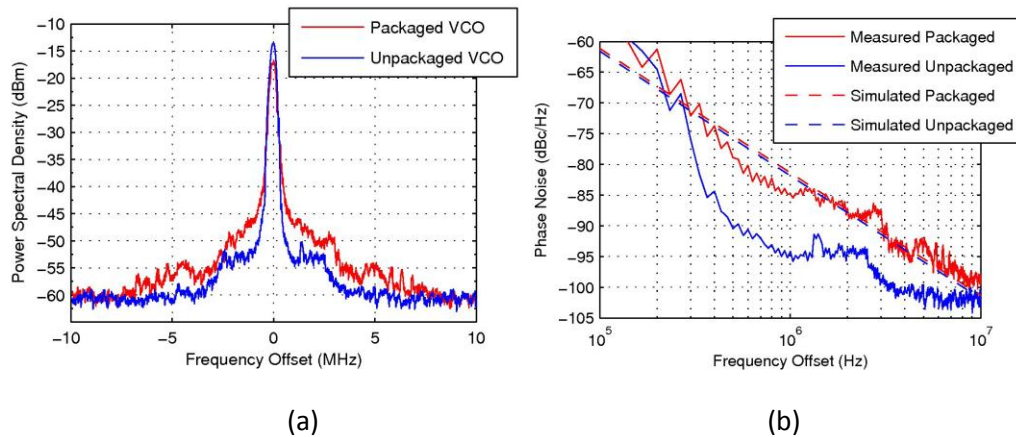 Power Spectral Density (dBm)
−10
−15
−20
−25
−30
−35
−40
−45
−50
−55
−60
−10
−5
0
5
10
Frequency Offset (MHz)
Packaged VCO
Unpackaged VCO
(a)
Phase Noise (dBc/Hz)
−60
−65
−70
−75
−80
−85
−90
−95
−100
−105
10^5
10^6
10^7
Frequency Offset (Hz)
Measured Packaged
Measured Unpackaged
Simulated Packaged
Simulated Unpackaged
(b)